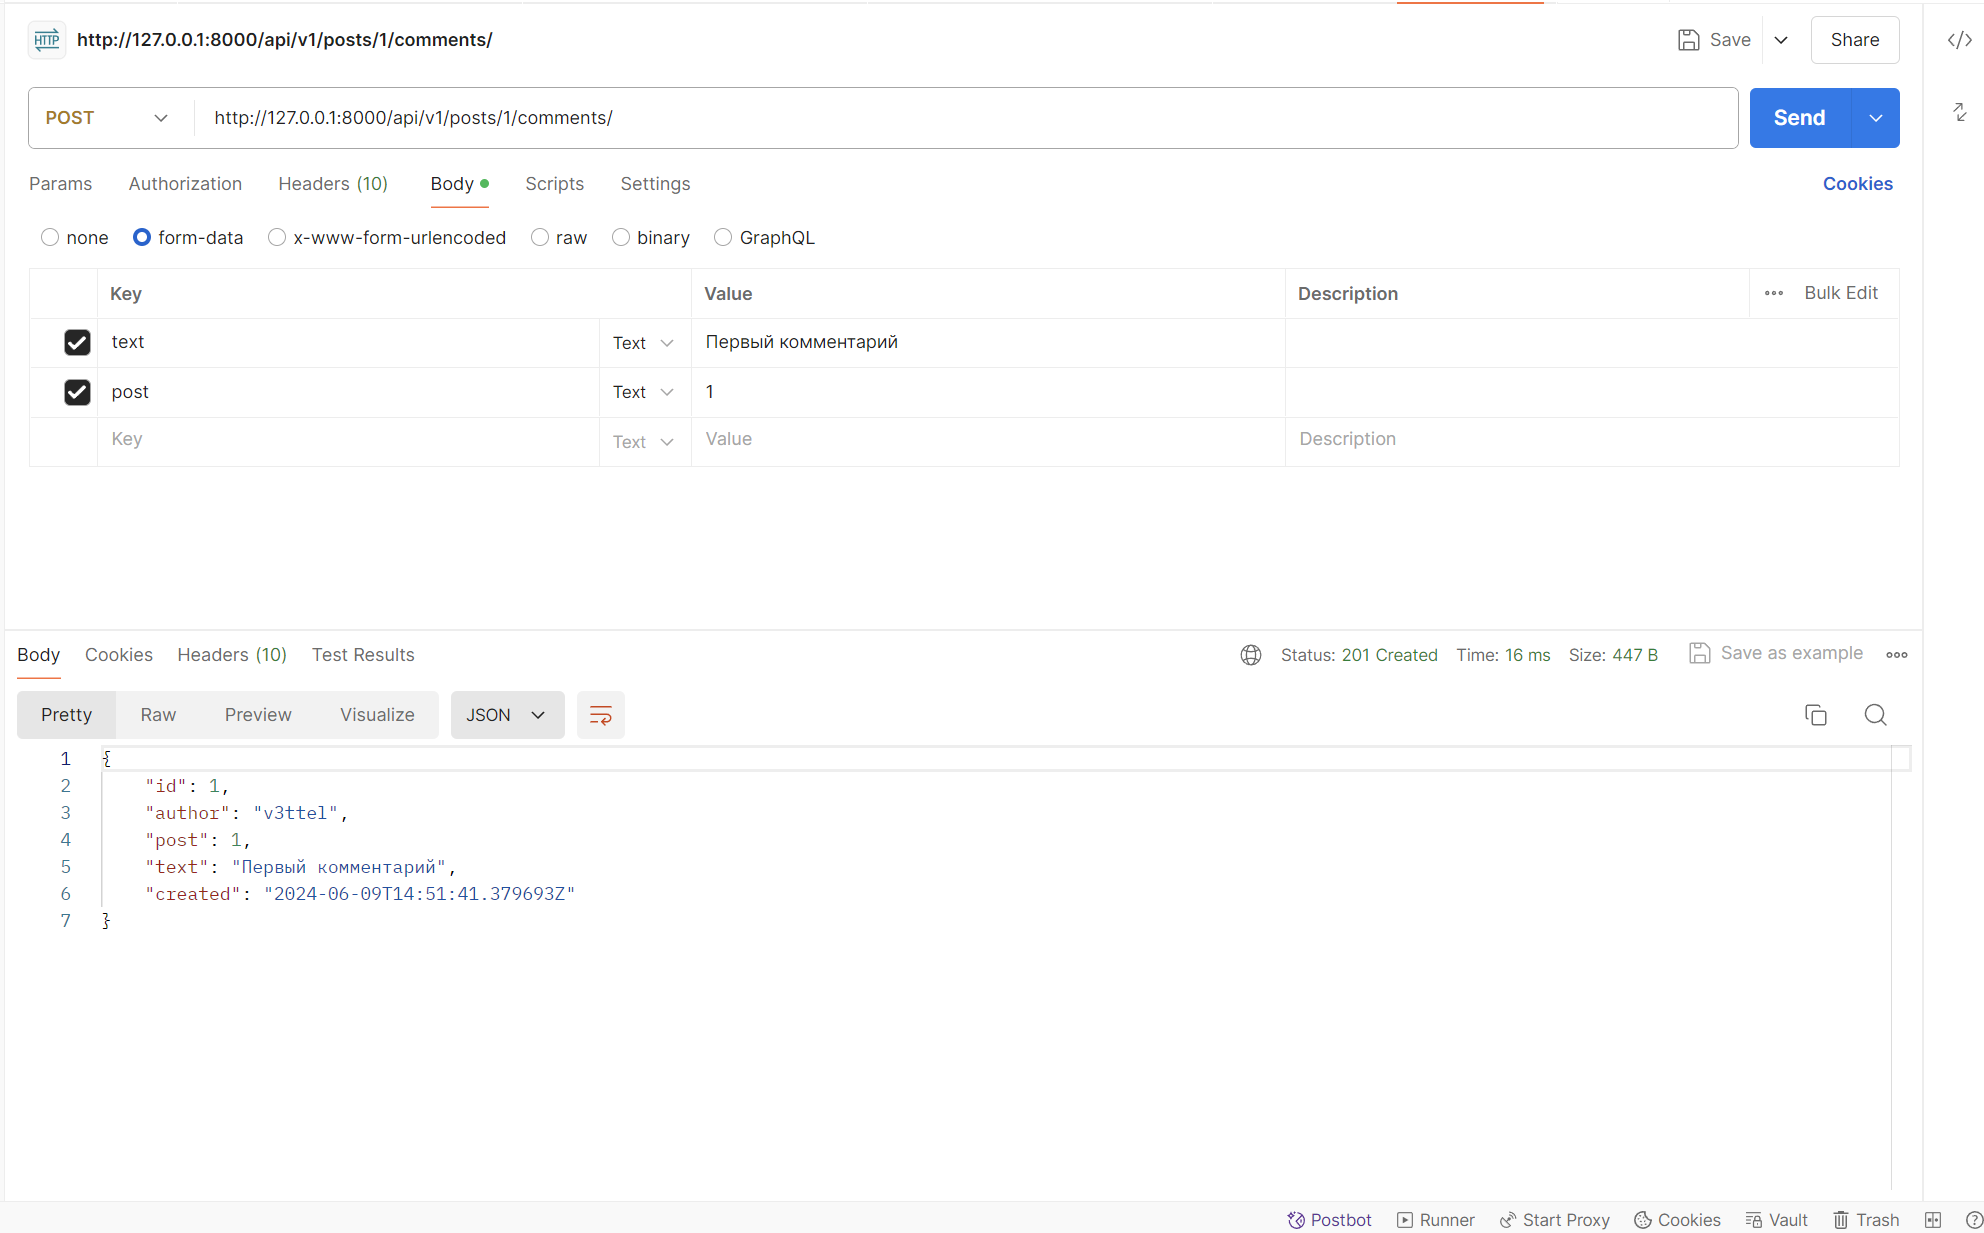 HTTP http://127.0.0.1:8000/api/v1/posts/1/comments/ Save Share
POST http://127.0.0.1:8000/api/v1/posts/1/comments/ Send
Params Authorization Headers (10) Body Scripts Settings Cookies
none form-data x-www-form-urlencoded raw binary GraphQL
Key Value Description Bulk Edit
text Text Первый комментарий
post Text 1
Key Text Value Description
Body Cookies Headers (10) Test Results Status: 201 Created Time: 16 ms Size: 447 B Save as example
Pretty Raw Preview Visualize JSON
1 {
2 "id": 1,
3 "author": "v3ttel",
4 "post": 1,
5 "text": "Первый комментарий",
6 "created": "2024-06-09T14:51:41.379693Z"
7 }
Postbot Runner Start Proxy Cookies Vault Trash